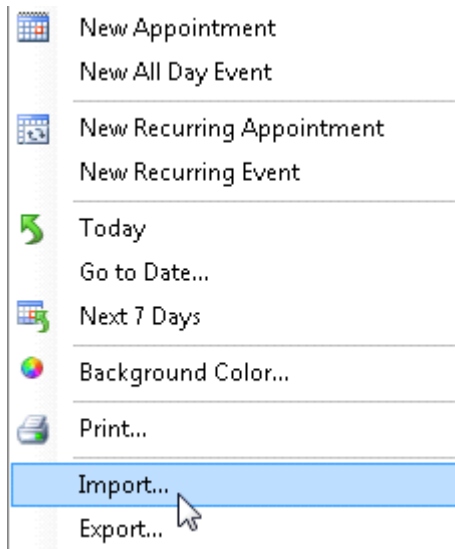 New Appointment
New All Day Event
New Recurring Appointment
New Recurring Event
Today
Go to Date...
Next 7 Days
Background Color...
Print...
Import...
Export...